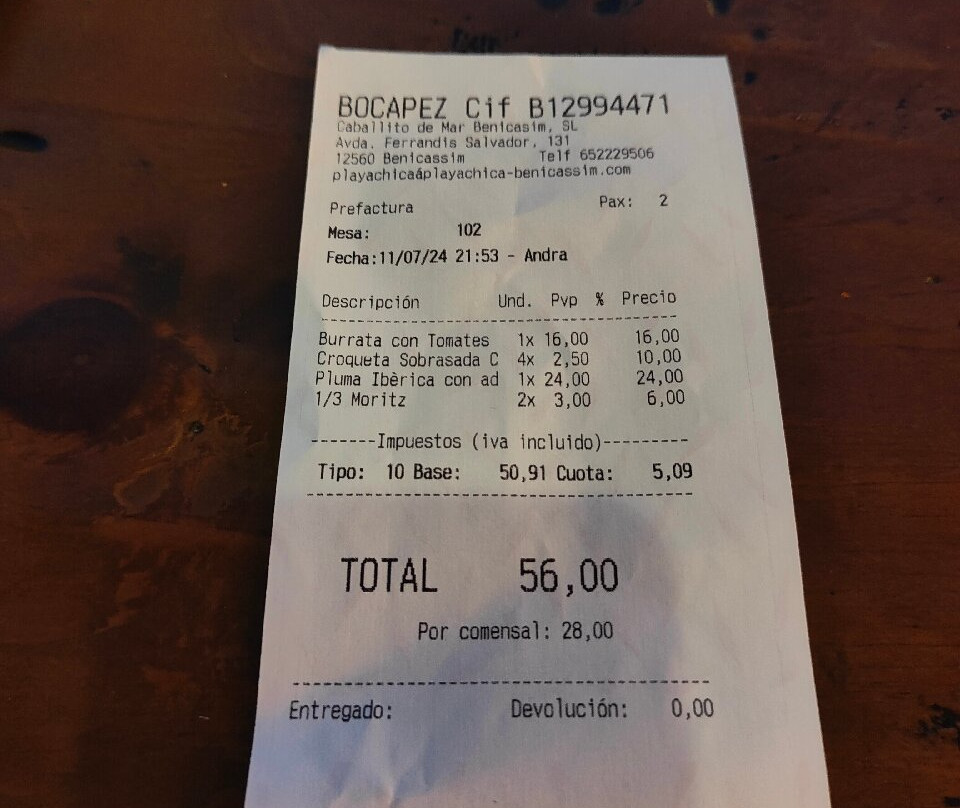 BOCAPEZ Cif B12994471
Caballito de Mar Benicasim, SL
Avda. Ferrandis Salvador, 131
12560 Benicassim Telf 652229506
playachicaáplayachica-benicassim.com
Prefactura Pax: 2
Mesa: 102
Fecha:11/07/24 21:53 - Andra
Descripción Und. Pvp % Precio
Burrata con Tomates 1x 16,00 16,00
Croqueta Sobrasada C 4x 2,50 10,00
Pluma Ibèrica con ad 1x 24,00 24,00
1/3 Moritz 2x 3,00 6,00
-------Impuestos (iva incluido)---------
Tipo: 10 Base: 50,91 Cuota: 5,09
TOTAL 56,00
Por comensal: 28,00
Entregado: Devolución: 0,00